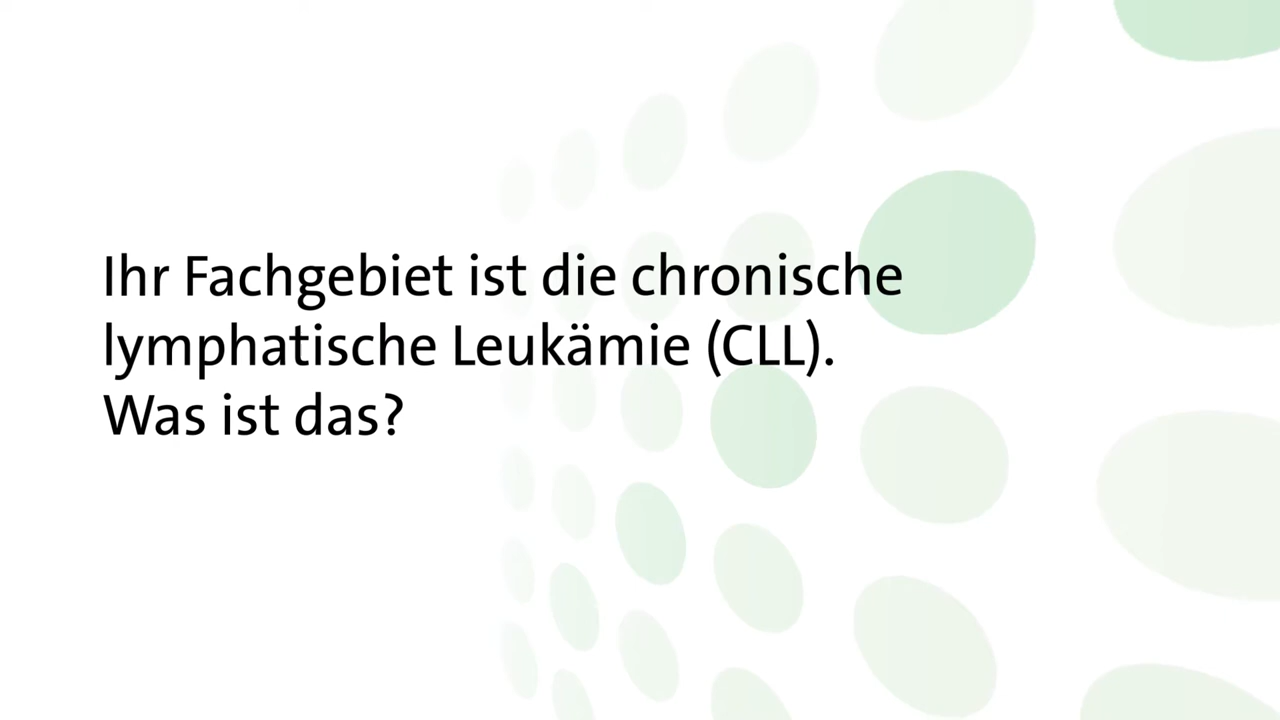 Ihr Fachgebiet ist die chronische
lymphatische Leukämie (CLL).
Was ist das?